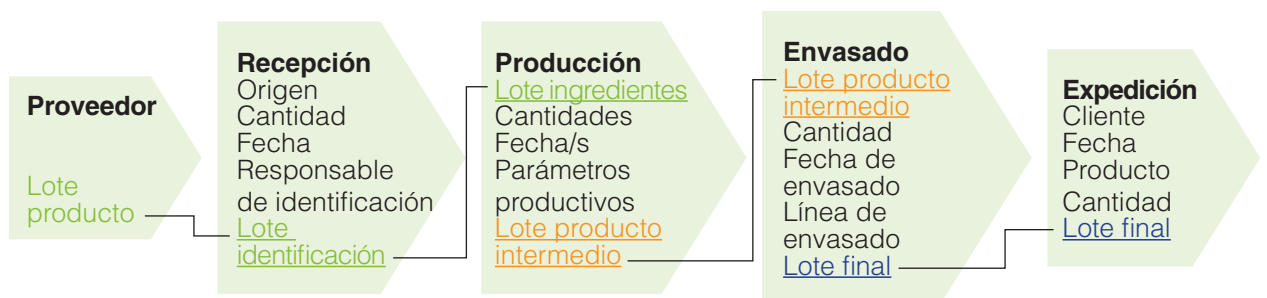 Proveedor
Lote
producto
Recepción
Origen
Cantidad
Fecha
Responsable
de identificación
Lote
identificación
Producción
Lote ingredientes
Cantidades
Fecha/s
Parámetros
productivos
Lote producto
intermedio
Envasado
Lote producto
intermedio
Cantidad
Fecha de
envasado
Línea de
envasado
Lote final
Expedición
Cliente
Fecha
Producto
Cantidad
Lote final